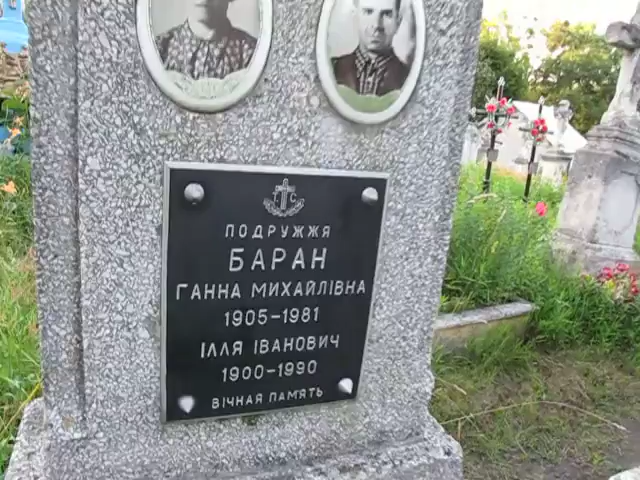 ПОДРУЖЖЯ
БАРАН
ГАННА МИХАЙЛІВНА
1905-1981
ІЛЛЯ ІВАНОВИЧ
1900-1990
ВІЧНАЯ ПАМЯТЬ